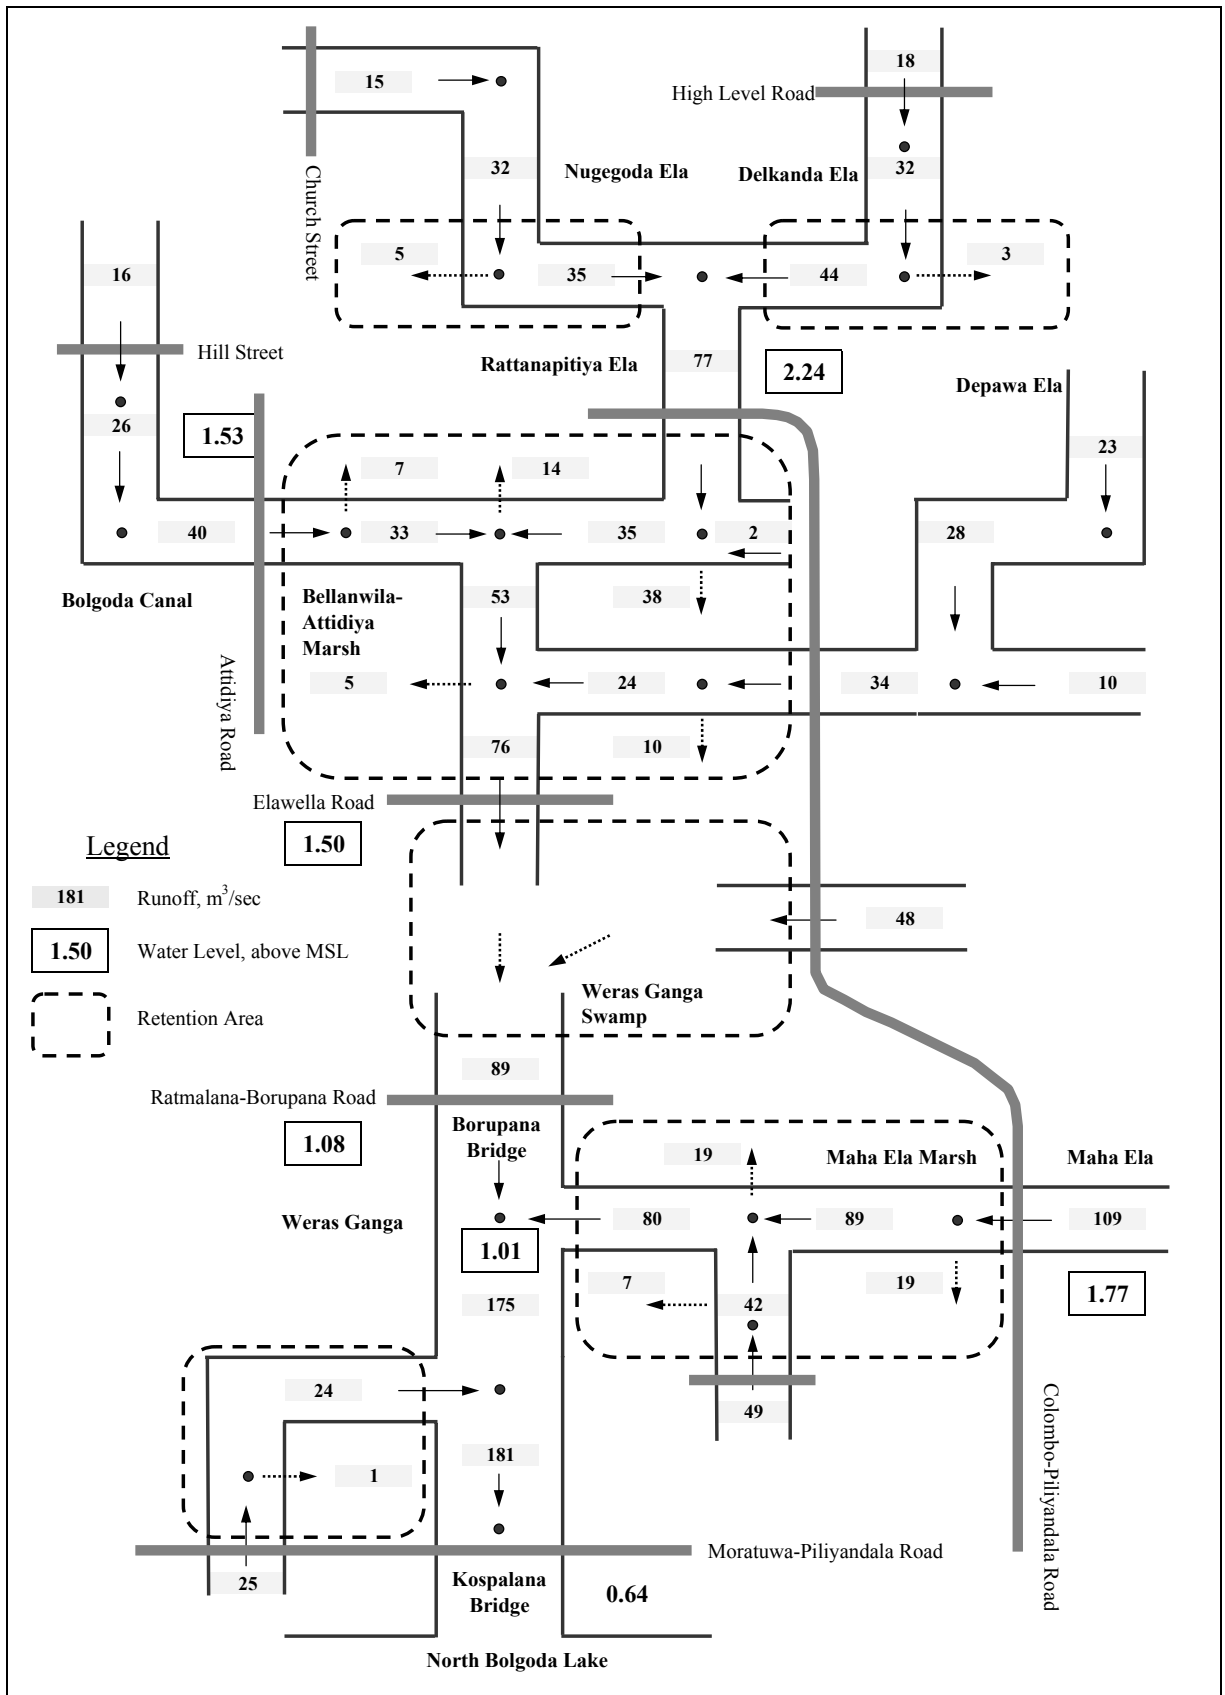 18
15
High Level Road
Church Street
32
Nugegoda Ela
Delkanda Ela
32
5
35
44
3
16
Hill Street
Rattanapitiya Ela
77
2.24
Depawa Ela
26
1.53
7
14
23
40
33
35
2
28
Bolgoda Canal
Bellanwila-
Attidiya
Marsh
53
38
Attidiya Road
5
24
34
10
76
10
Elawella Road
1.50
Legend
181
Runoff, m³/sec
48
1.50
Water Level, above MSL
Weras Ganga
Swamp
Retention Area
89
Ratmalana-Borupana Road
1.08
Borupana
Bridge
19
Maha Ela Marsh
Maha Ela
Weras Ganga
80
89
109
1.01
7
19
1.77
175
42
24
49
Colombo-Piliyandala Road
181
1
Moratuwa-Piliyandala Road
25
Kospalana
Bridge
0.64
North Bolgoda Lake